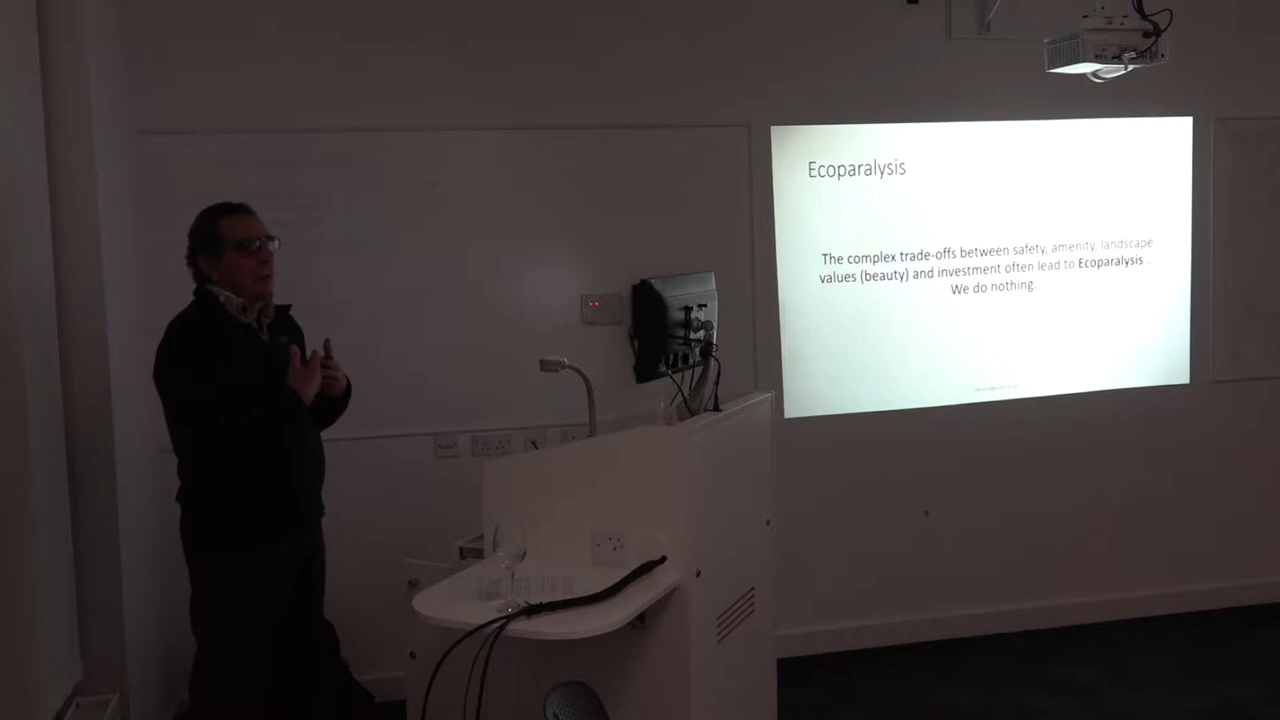 Ecoparalysis
The complex trade-offs between safety, amenity, landscape
values (beauty) and investment often lead to Ecoparalysis ..
We do nothing.